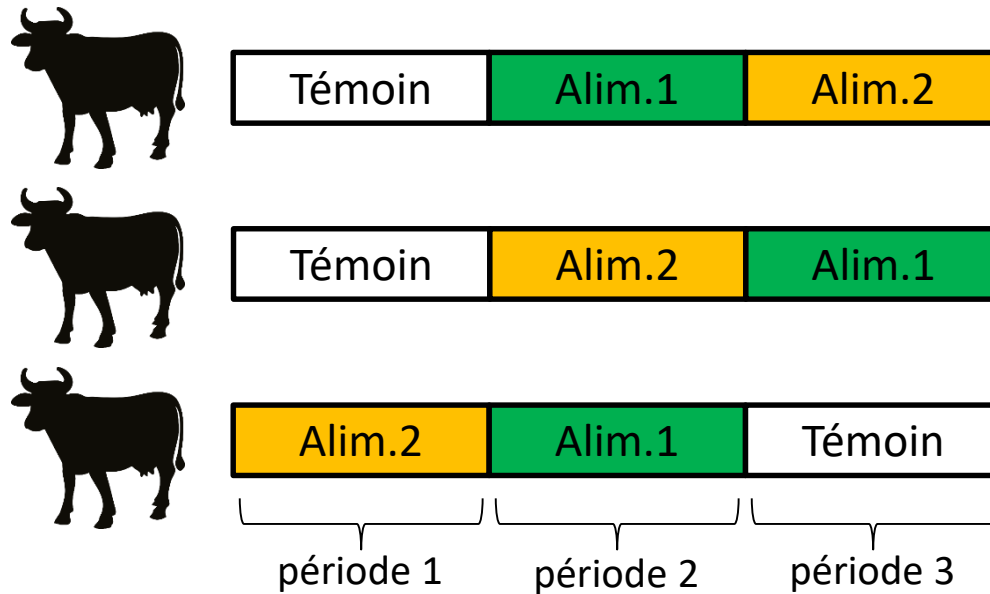 Témoin Alim.1 Alim.2
Témoin Alim.2 Alim.1
Alim.2 Alim.1 Témoin
période 1 période 2 période 3